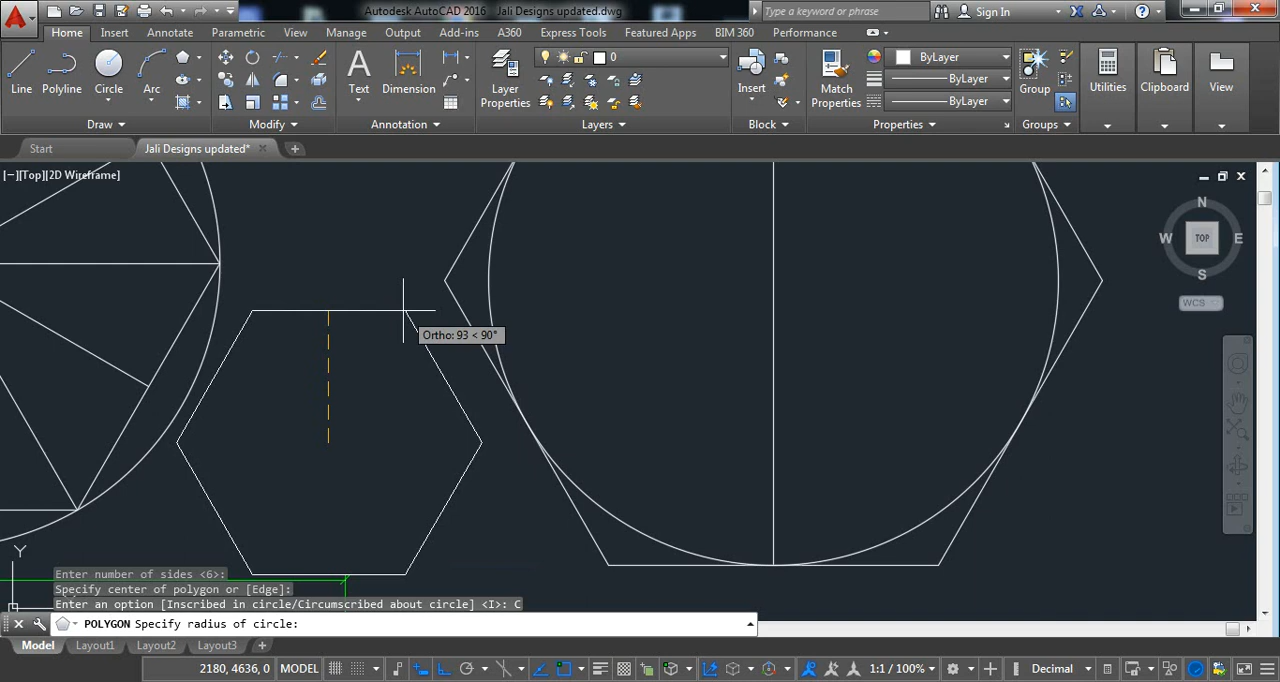 Autodesk AutoCAD 2016 Jali Designs updated.dwg
Type a keyword or phrase
Sign In
Home Insert Annotate Parametric View Manage Output Add-ins A360 Express Tools Featured Apps BIM 360 Performance
0
ByLayer
ByLayer
ByLayer
Line Polyline Circle Arc Text Dimension Layer Properties Insert Match Properties Group Utilities Clipboard View
Draw Modify Annotation Layers Block Properties Groups
Start Jali Designs updated*
[−][Top][2D Wireframe]
N
W TOP E
S
WCS
Ortho: 93 < 90°
Y
Enter number of sides <6>:
Specify center of polygon or [Edge]:
Enter an option [Inscribed in circle/Circumscribed about circle] <I>: C
POLYGON Specify radius of circle:
Model Layout1 Layout2 Layout3
2180, 4636, 0 MODEL 1:1 / 100% Decimal